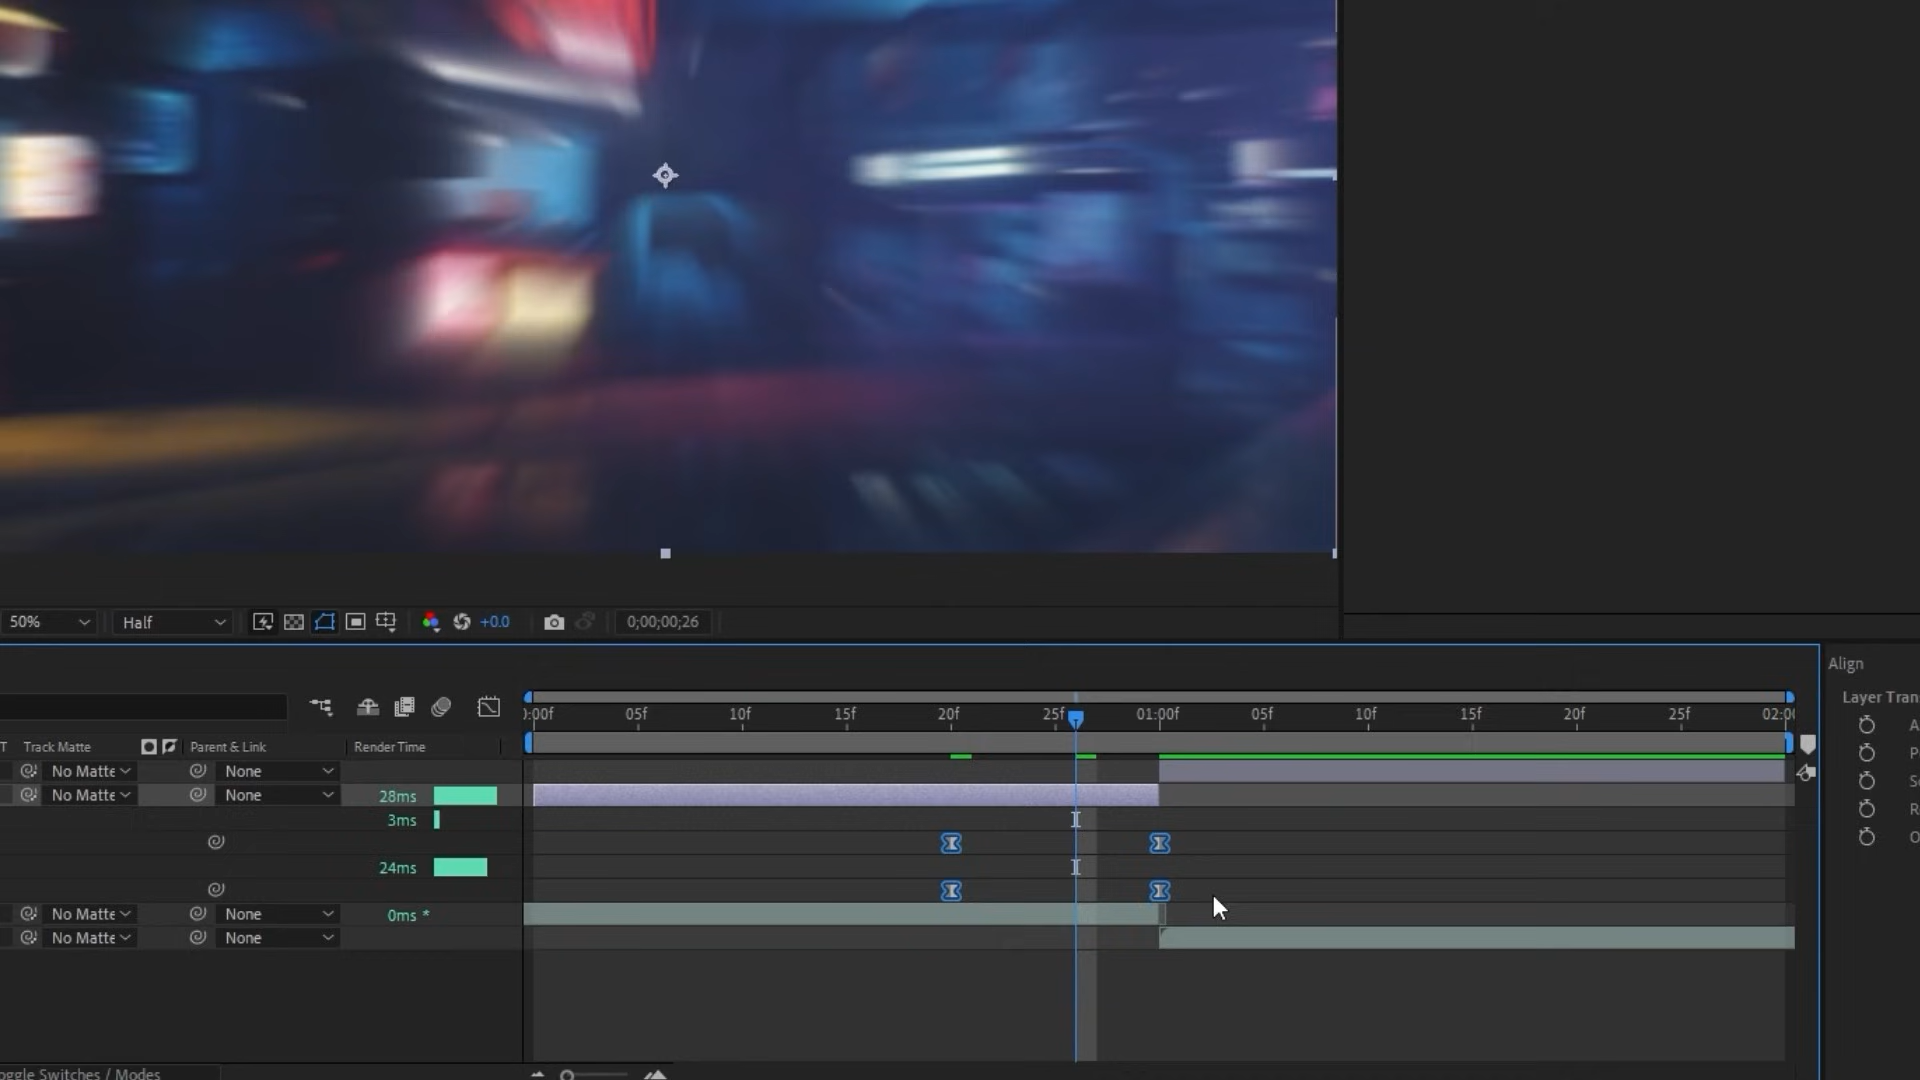 50%
Half
+0.0
0;00;00;26
Align
Layer Tran
):00f 05f 10f 15f 20f 25f 01:00f 05f 10f 15f 20f 25f 02:00
T Track Matte Parent & Link Render Time
No Matte None
No Matte None 28ms
3ms
24ms
No Matte None 0ms *
No Matte None
A
P
S
R
O
oggle Switches / Modes